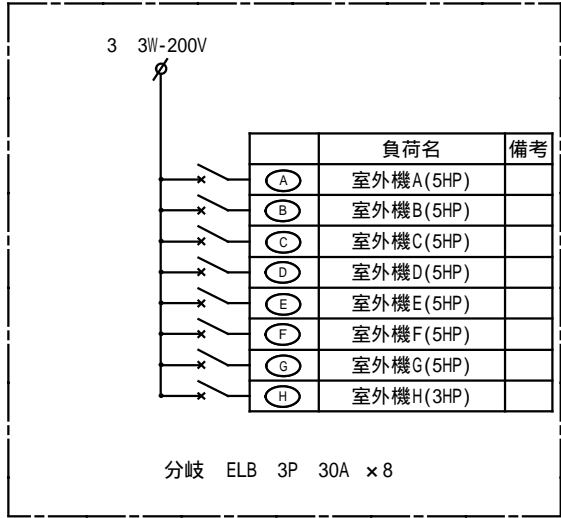 3 3W-200V
負荷名 備考
A 室外機A(5HP)
B 室外機B(5HP)
C 室外機C(5HP)
D 室外機D(5HP)
E 室外機E(5HP)
F 室外機F(5HP)
G 室外機G(5HP)
H 室外機H(3HP)
分岐 ELB 3P 30A ×8